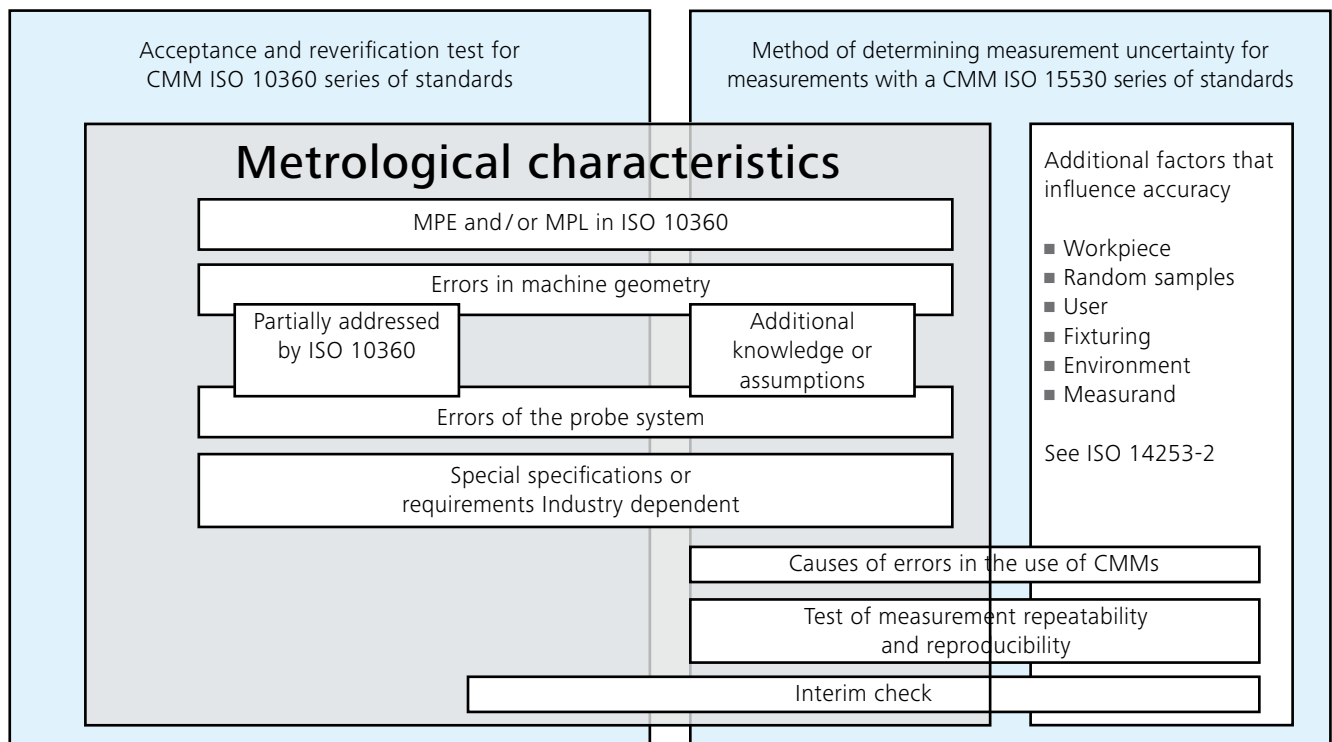 Acceptance and reverification test for
CMM ISO 10360 series of standards
Method of determining measurement uncertainty for
measurements with a CMM ISO 15530 series of standards
Metrological characteristics
MPE and/or MPL in ISO 10360
Errors in machine geometry
Partially addressed
by ISO 10360
Additional
knowledge or
assumptions
Errors of the probe system
Special specifications or
requirements Industry dependent
Additional factors that
influence accuracy
■ Workpiece
■ Random samples
■ User
■ Fixturing
■ Environment
■ Measurand
See ISO 14253-2
Causes of errors in the use of CMMs
Test of measurement repeatability
and reproducibility
Interim check